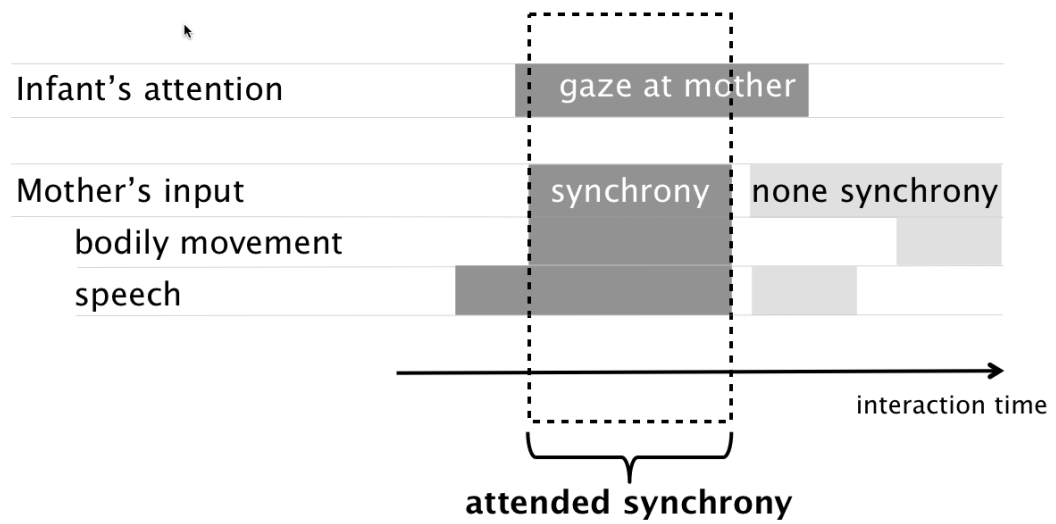 Infant's attention
gaze at mother
Mother's input
synchrony
none synchrony
bodily movement
speech
interaction time
attended synchrony